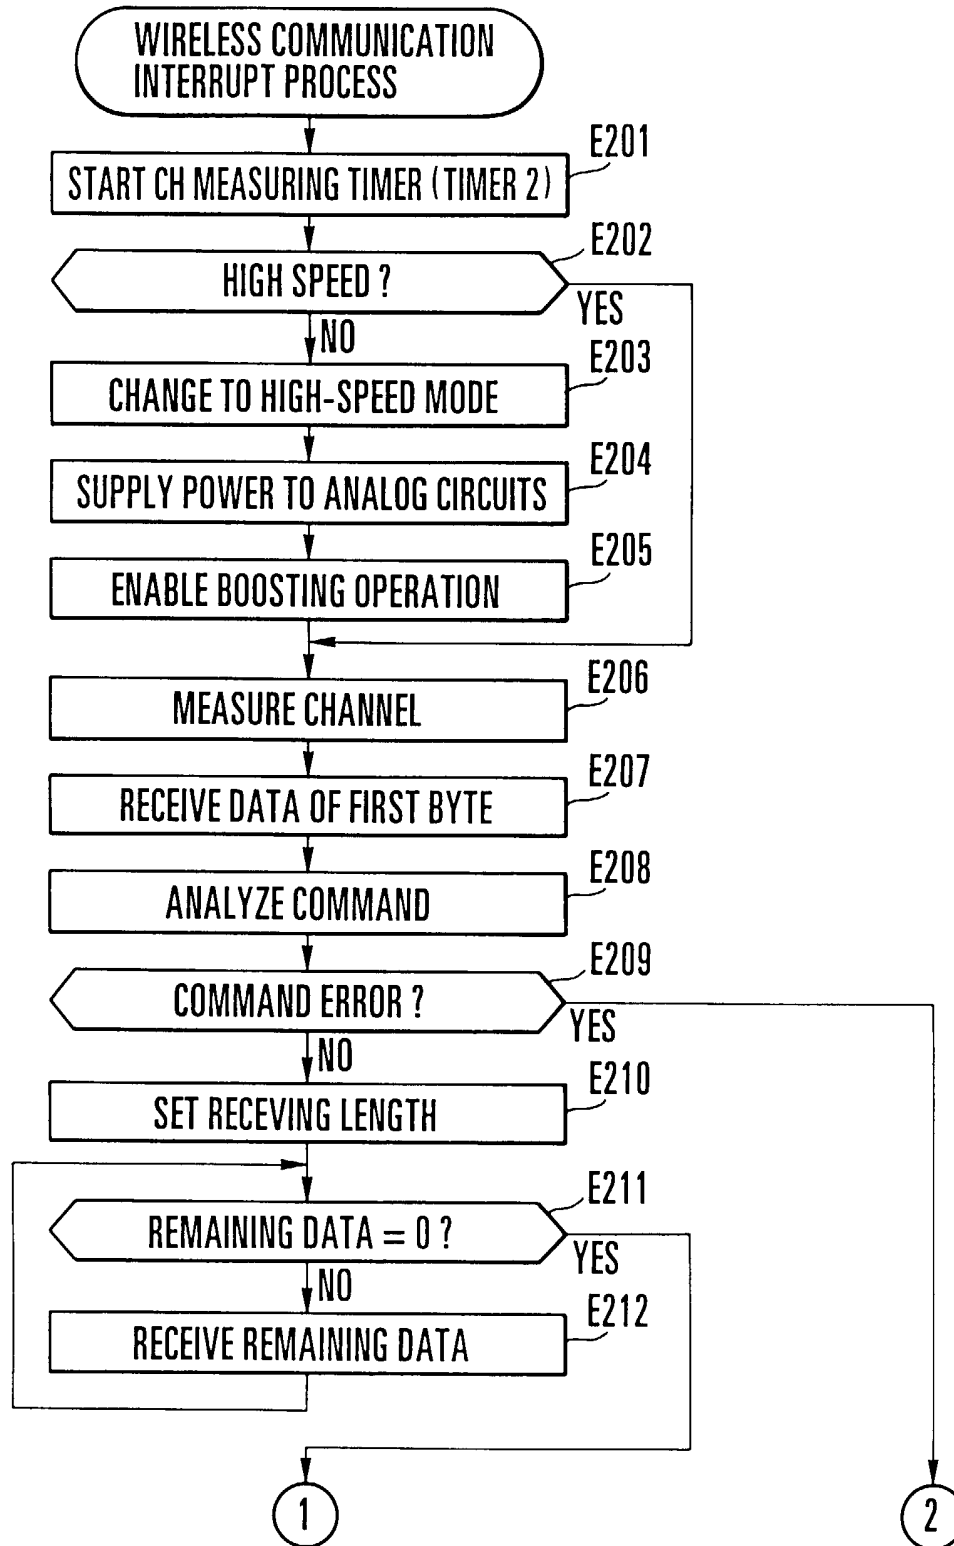 WIRELESS COMMUNICATION
INTERRUPT PROCESS
E201
START CH MEASURING TIMER (TIMER 2)
E202
HIGH SPEED ?
YES
NO
E203
CHANGE TO HIGH-SPEED MODE
E204
SUPPLY POWER TO ANALOG CIRCUITS
E205
ENABLE BOOSTING OPERATION
E206
MEASURE CHANNEL
E207
RECEIVE DATA OF FIRST BYTE
E208
ANALYZE COMMAND
E209
COMMAND ERROR ?
YES
NO
E210
SET RECEVING LENGTH
E211
REMAINING DATA = 0 ?
YES
NO
E212
RECEIVE REMAINING DATA
1
2